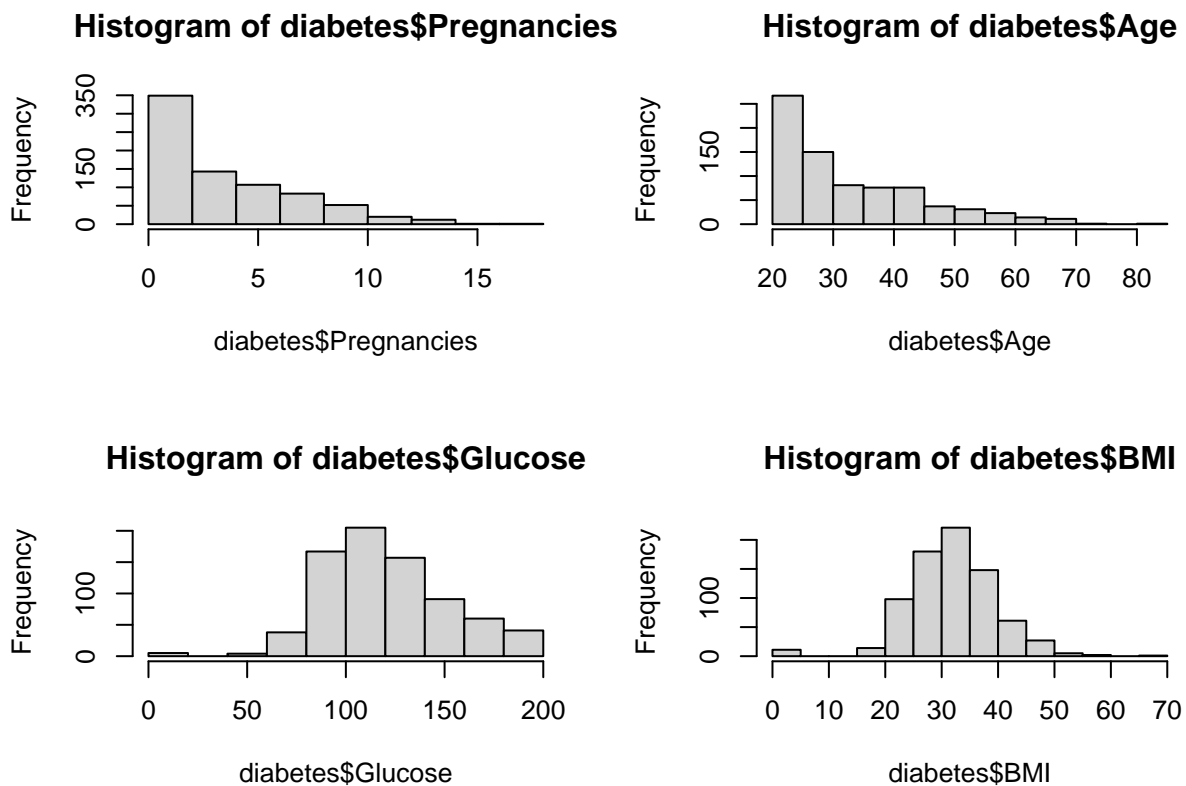 Histogram of diabetes$Pregnancies
Frequency
0 150 350
0 5 10 15
diabetes$Pregnancies
Histogram of diabetes$Age
Frequency
0 150
20 30 40 50 60 70 80
diabetes$Age
Histogram of diabetes$Glucose
Frequency
0 100
0 50 100 150 200
diabetes$Glucose
Histogram of diabetes$BMI
Frequency
0 100
0 10 20 30 40 50 60 70
diabetes$BMI